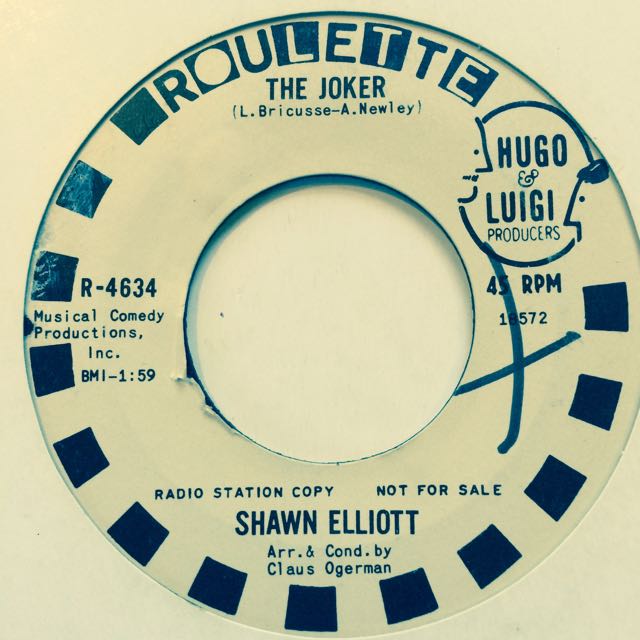 ROULETTE
THE JOKER
(L.Bricusse-A.Newley)
HUGO
&
LUIGI
PRODUCERS
R-4634
45 RPM
Musical Comedy
Productions,
Inc.
18572
BMI-1:59
RADIO STATION COPY NOT FOR SALE
SHAWN ELLIOTT
Arr.& Cond.by
Claus Ogerman